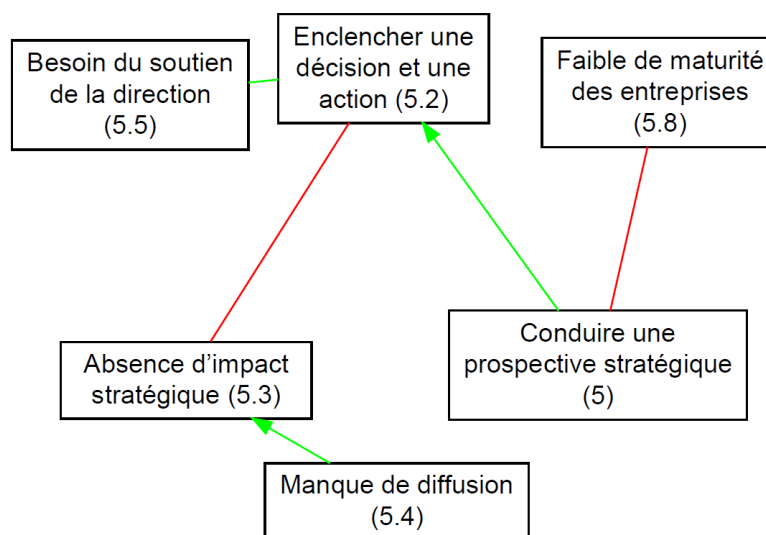 Besoin du soutien
de la direction
(5.5)
Enclencher une
décision et une
action (5.2)
Faible de maturité
des entreprises
(5.8)
Absence d’impact
stratégique (5.3)
Conduire une
prospective stratégique
(5)
Manque de diffusion
(5.4)